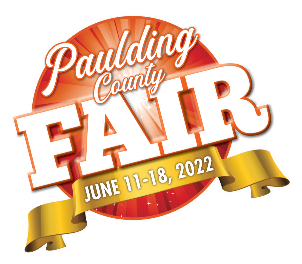 Paulding
County
FAIR
JUNE 11-18, 2022